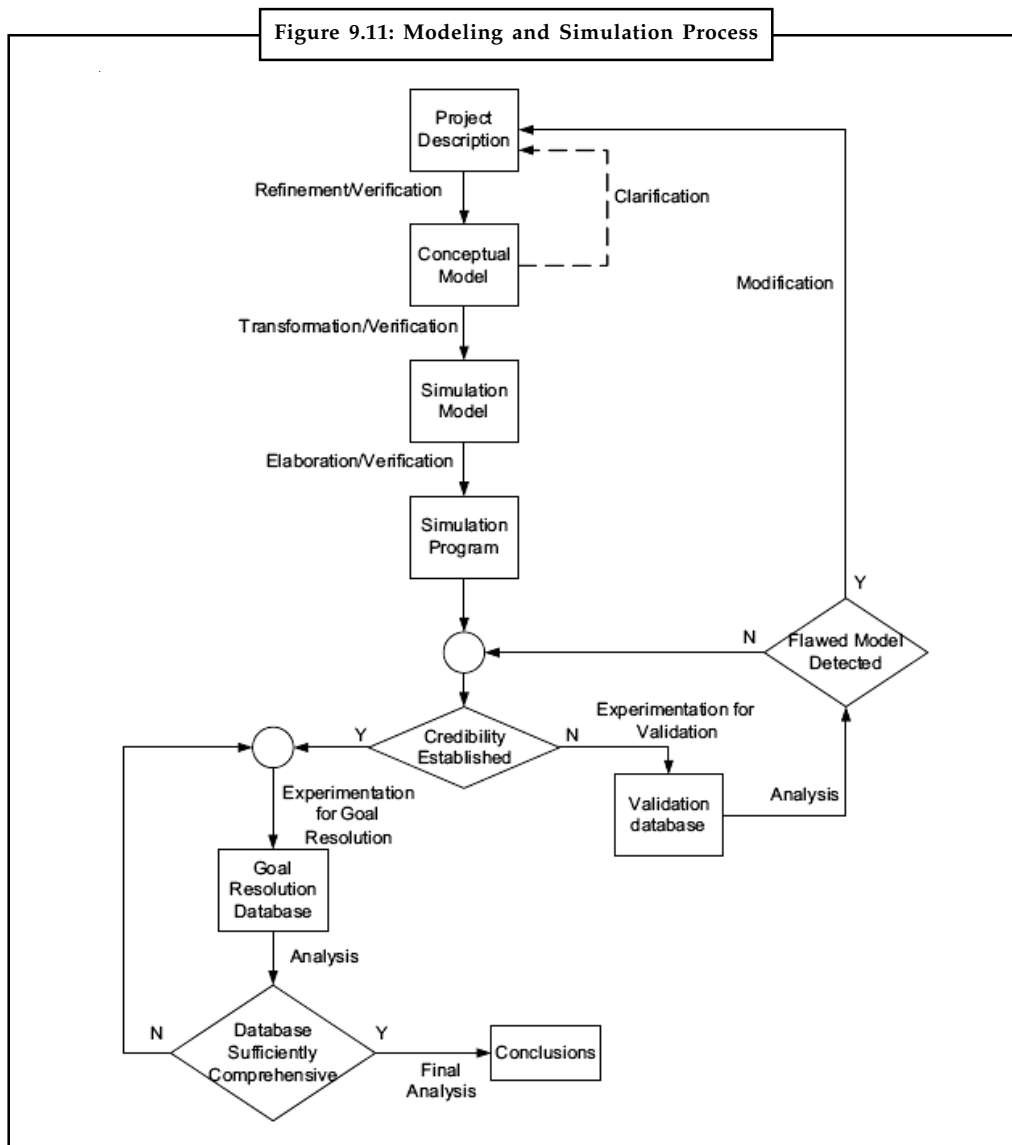 Figure 9.11: Modeling and Simulation Process
Project
Description
Refinement/Verification
Clarification
Conceptual
Model
Modification
Transformation/Verification
Simulation
Model
Elaboration/Verification
Simulation
Program
Y
N
Flawed Model
Detected
Experimentation for
Validation
Y
Credibility
Established
N
Experimentation
for Goal
Resolution
Validation
database
Analysis
Goal
Resolution
Database
Analysis
N
Database
Sufficiently
Comprehensive
Y
Final
Analysis
Conclusions